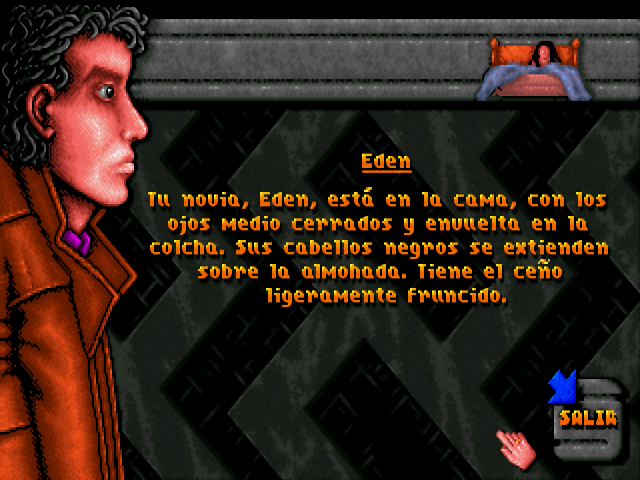 Eden
Tu novia, Eden, está en la cama, con los
ojos medio cerrados y envuelta en la
colcha. Sus cabellos negros se extienden
sobre la almohada. Tiene el ceño
ligeramente fruncido.
SALIR